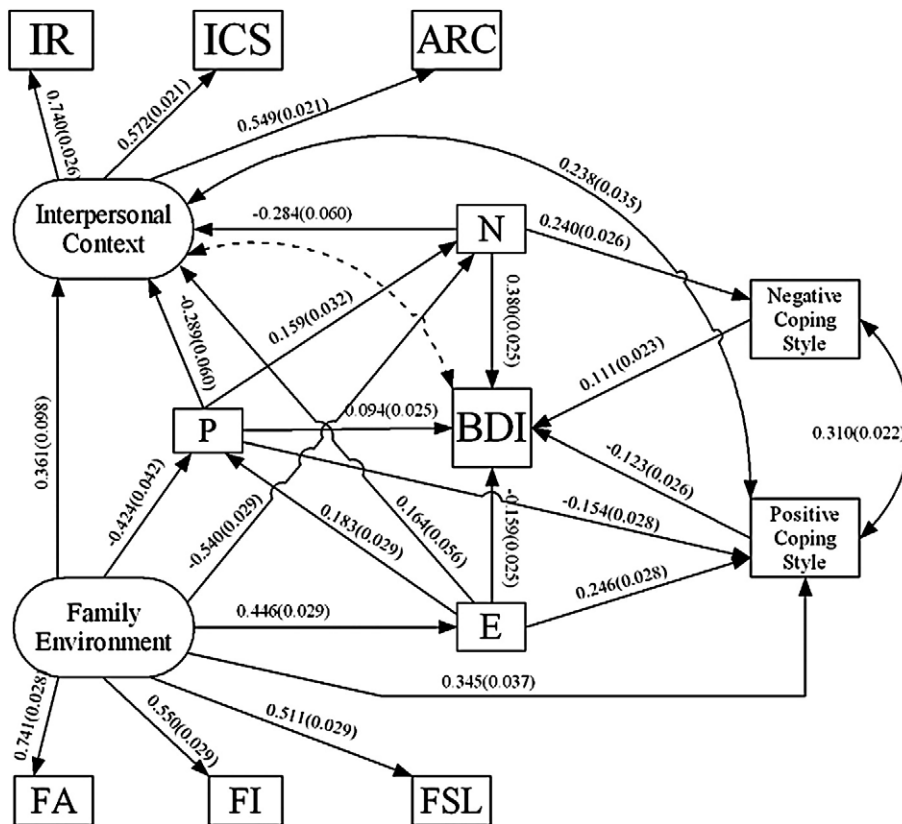 IR
ICS
ARC
0.740(0.026)
0.572(0.021)
0.549(0.021)
0.238(0.035)
Interpersonal
Context
-0.284(0.060)
N
0.240(0.026)
Negative
Coping
Style
-0.289(0.060)
0.159(0.032)
0.380(0.025)
0.111(0.023)
0.361(0.098)
P
0.094(0.025)
BDI
0.310(0.022)
-0.424(0.042)
-0.540(0.029)
0.183(0.029)
0.164(0.056)
-0.159(0.025)
-0.123(0.026)
-0.154(0.028)
Positive
Coping
Style
Family
Environment
0.446(0.029)
E
0.246(0.028)
0.345(0.037)
0.741(0.028)
0.550(0.029)
0.511(0.029)
FA
FI
FSL